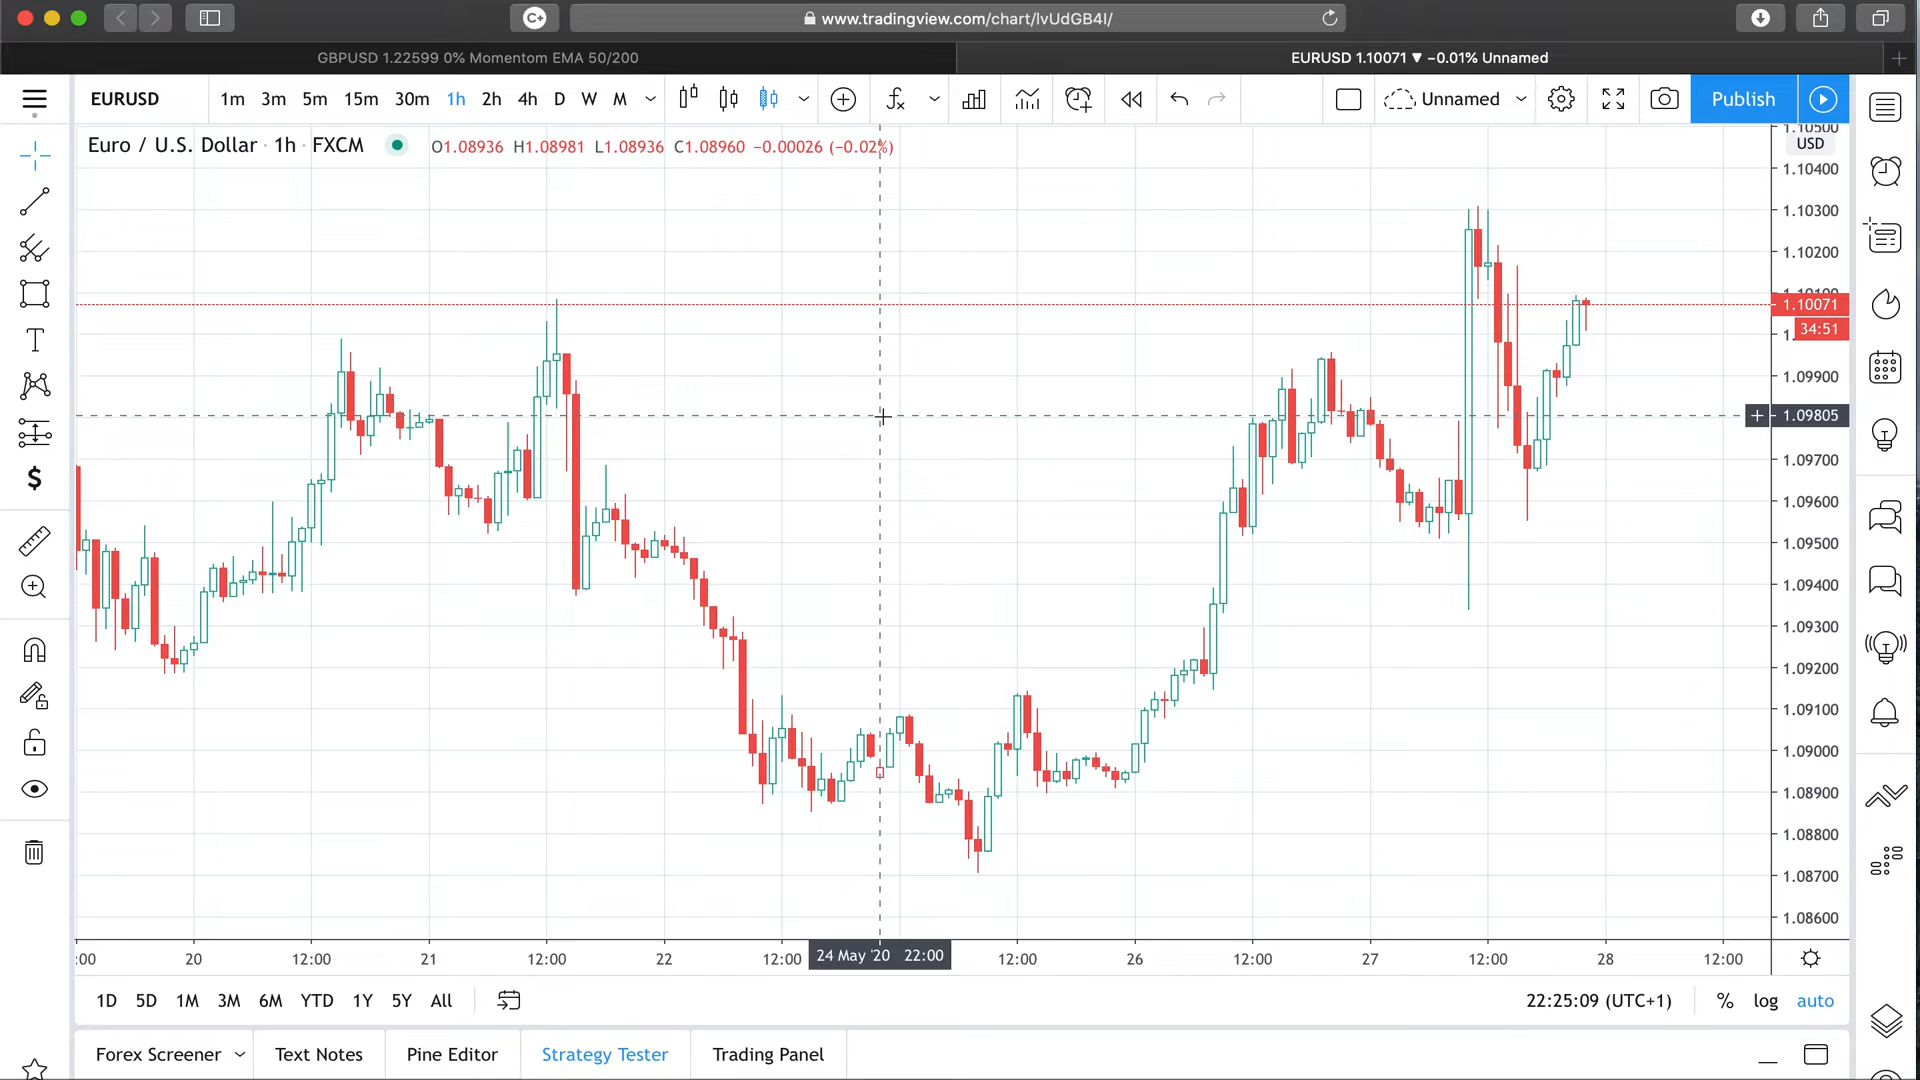 www.tradingview.com/chart/lvUdGB4l/
GBPUSD 1.22599 0% Momentom EMA 50/200
EURUSD 1.10071 ▼ −0.01% Unnamed
EURUSD 1m 3m 5m 15m 30m 1h 2h 4h D W M Unnamed Publish
Euro / U.S. Dollar · 1h · FXCM O1.08936 H1.08981 L1.08936 C1.08960 −0.00026 (−0.02%)
1.10500
USD
1.10400
1.10300
1.10200
1.10100
1.10071
34:51
1.09900
1.09805
1.09700
1.09600
1.09500
1.09400
1.09300
1.09200
1.09100
1.09000
1.08900
1.08800
1.08700
1.08600
:00 20 12:00 21 12:00 22 12:00 24 May '20 22:00 12:00 26 12:00 27 12:00 28 12:00
1D 5D 1M 3M 6M YTD 1Y 5Y All 22:25:09 (UTC+1) % log auto
Forex Screener Text Notes Pine Editor Strategy Tester Trading Panel